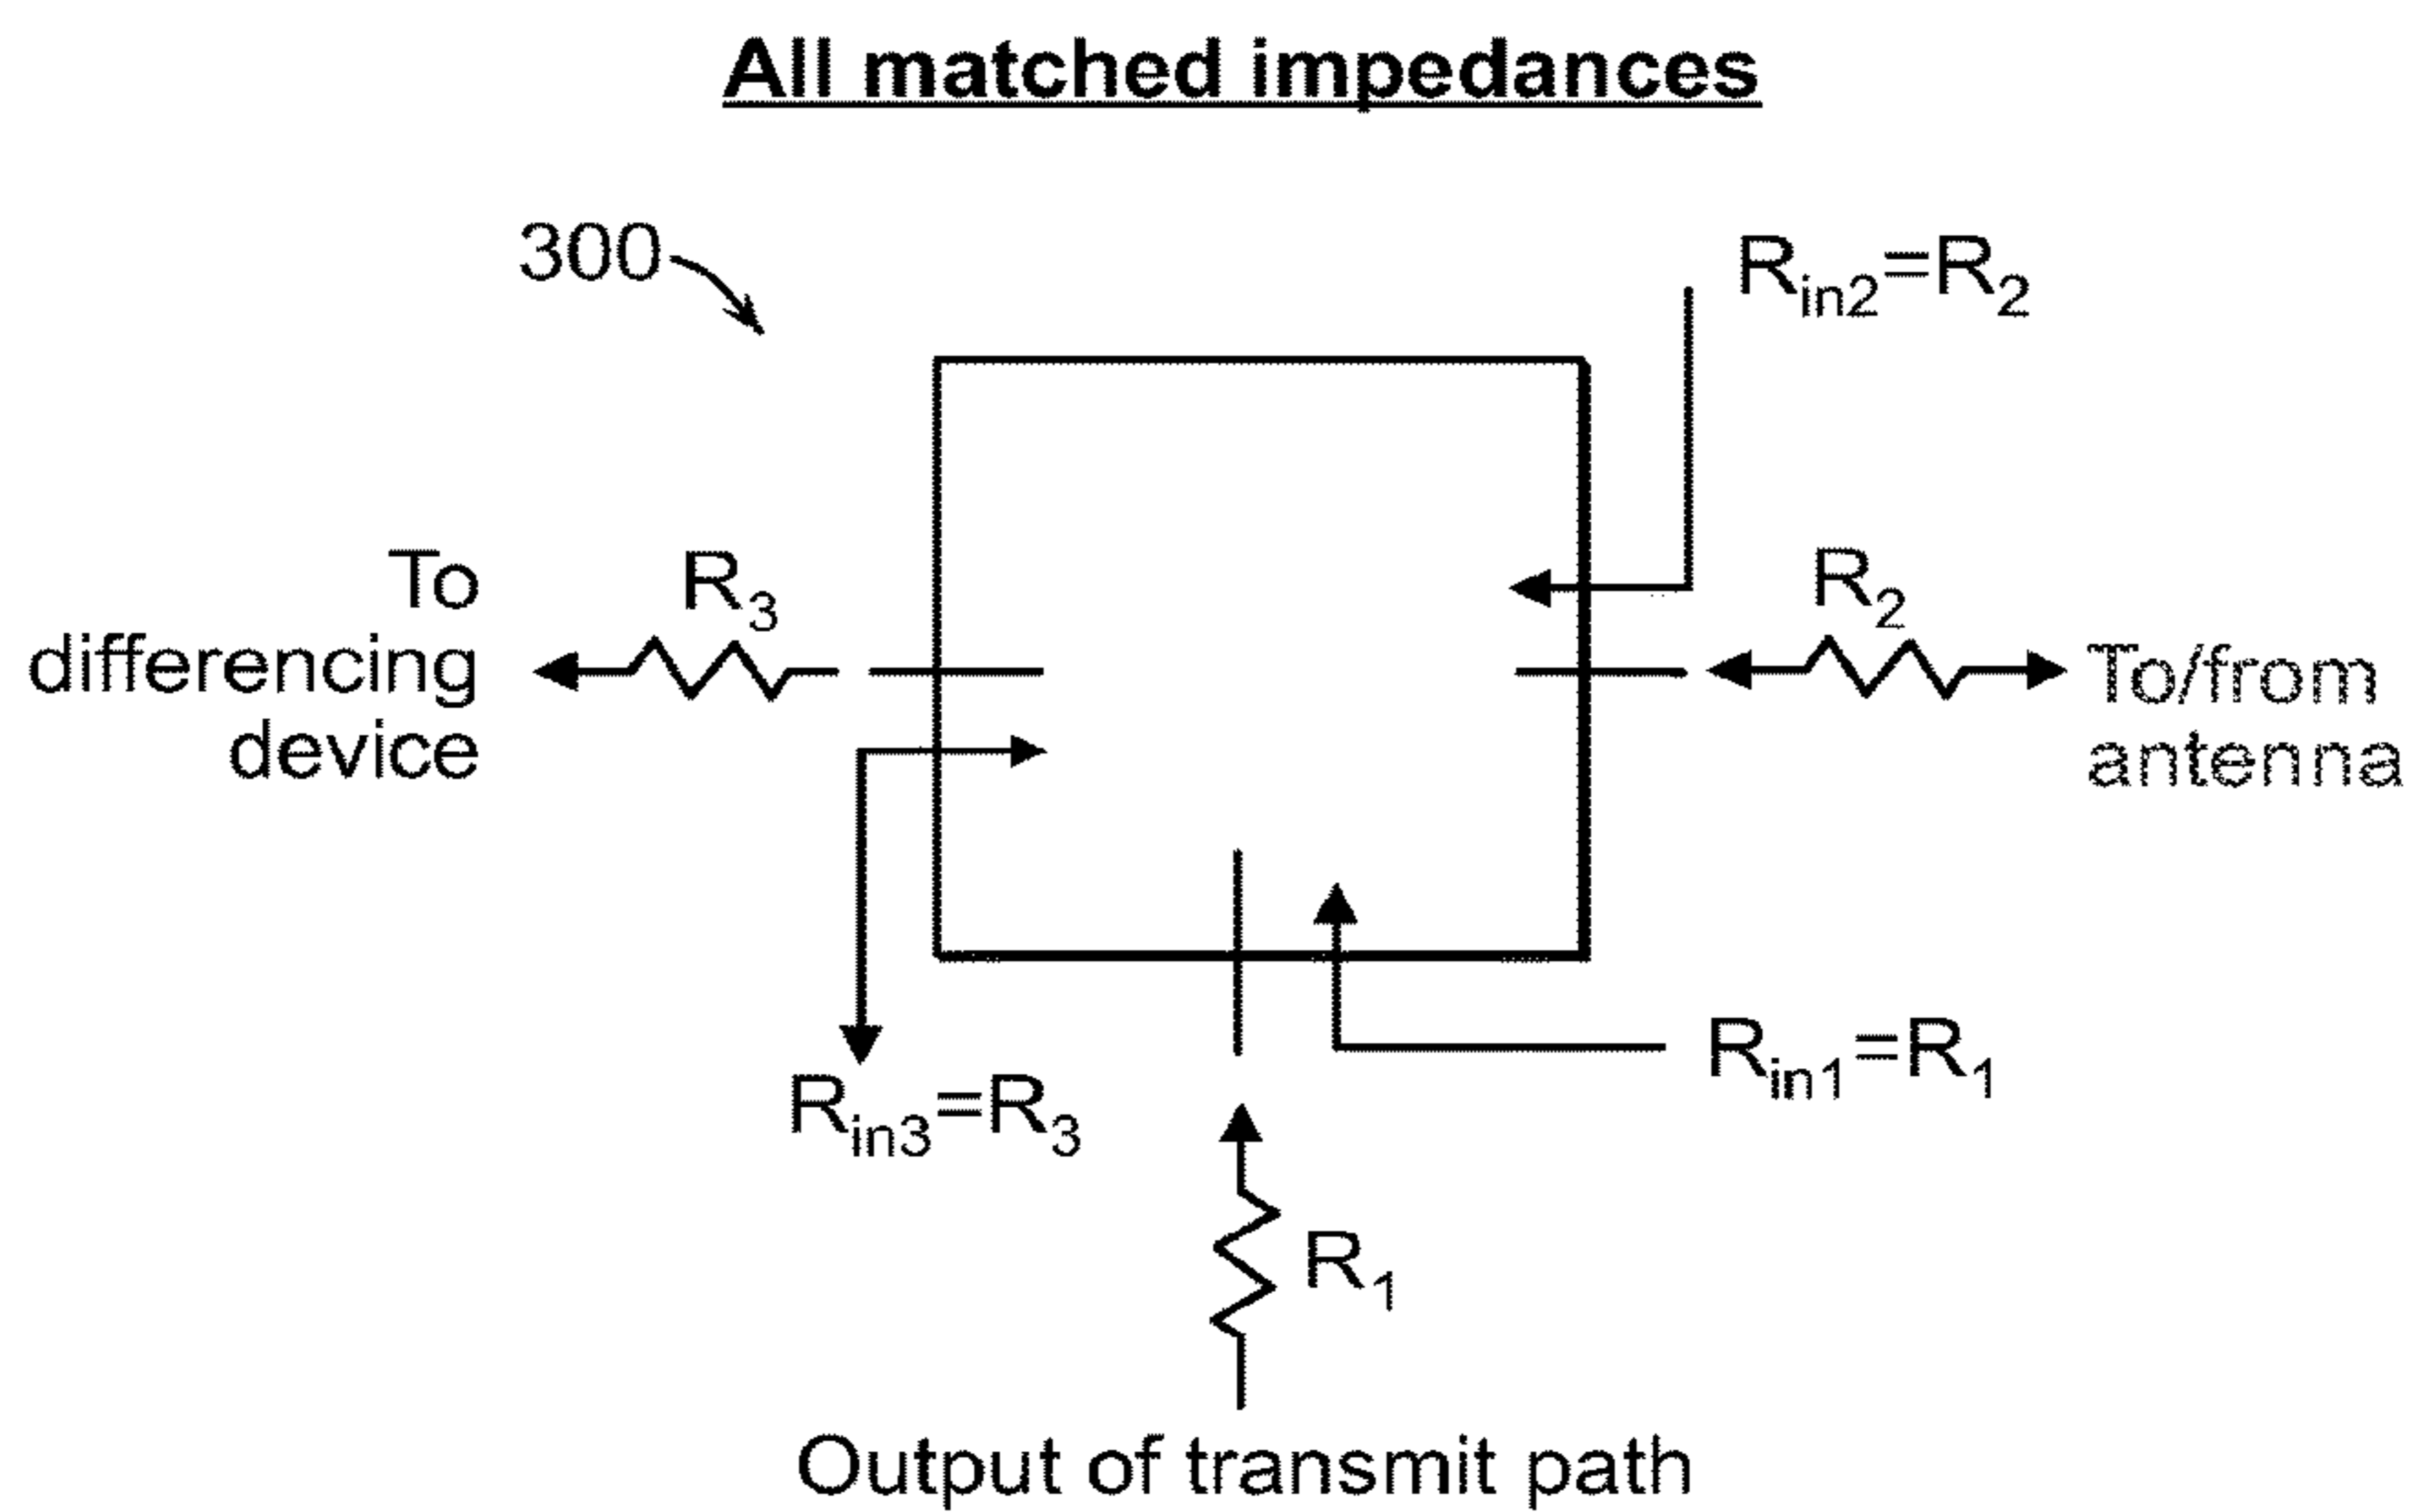 All matched impedances
300
Rin2=R2
To
differencing
device
R3
R2
To/from
antenna
Rin3=R3
Rin1=R1
R1
Output of transmit path